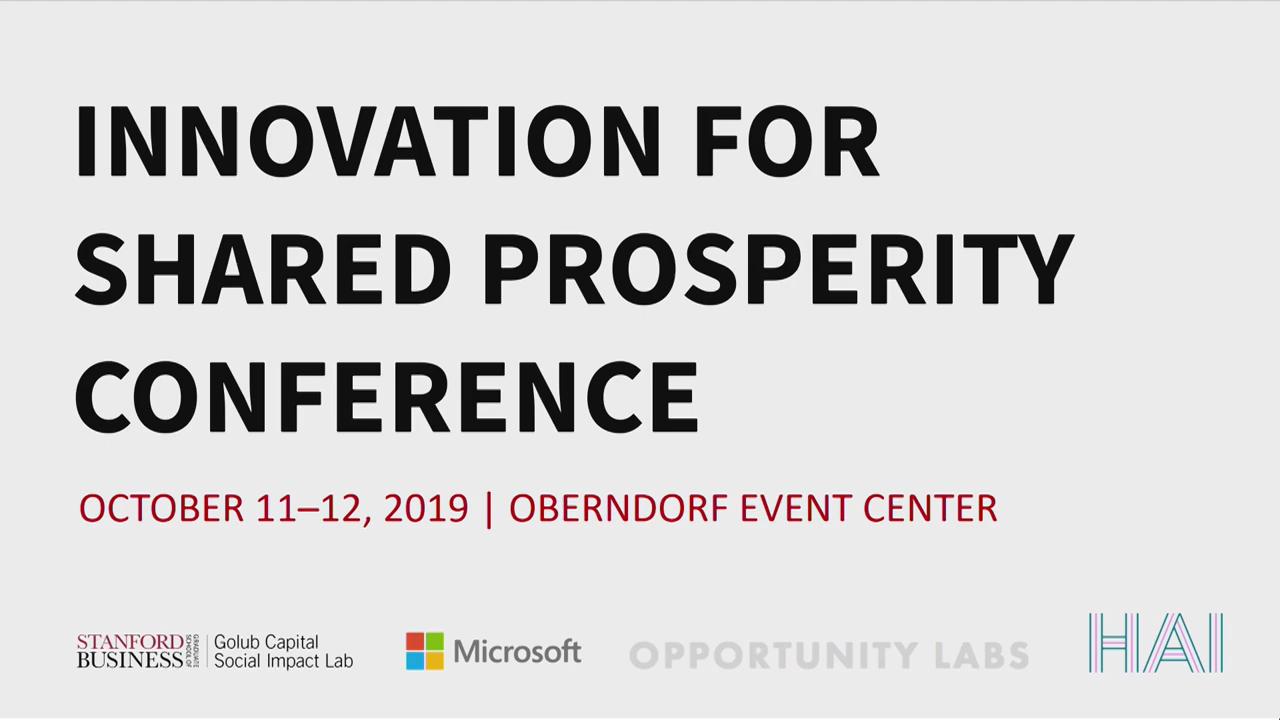 INNOVATION FOR
SHARED PROSPERITY
CONFERENCE
OCTOBER 11–12, 2019 | OBERNDORF EVENT CENTER
STANFORD GRADUATE SCHOOL OF BUSINESS
Golub Capital
Social Impact Lab
Microsoft
OPPORTUNITY LABS
HAI